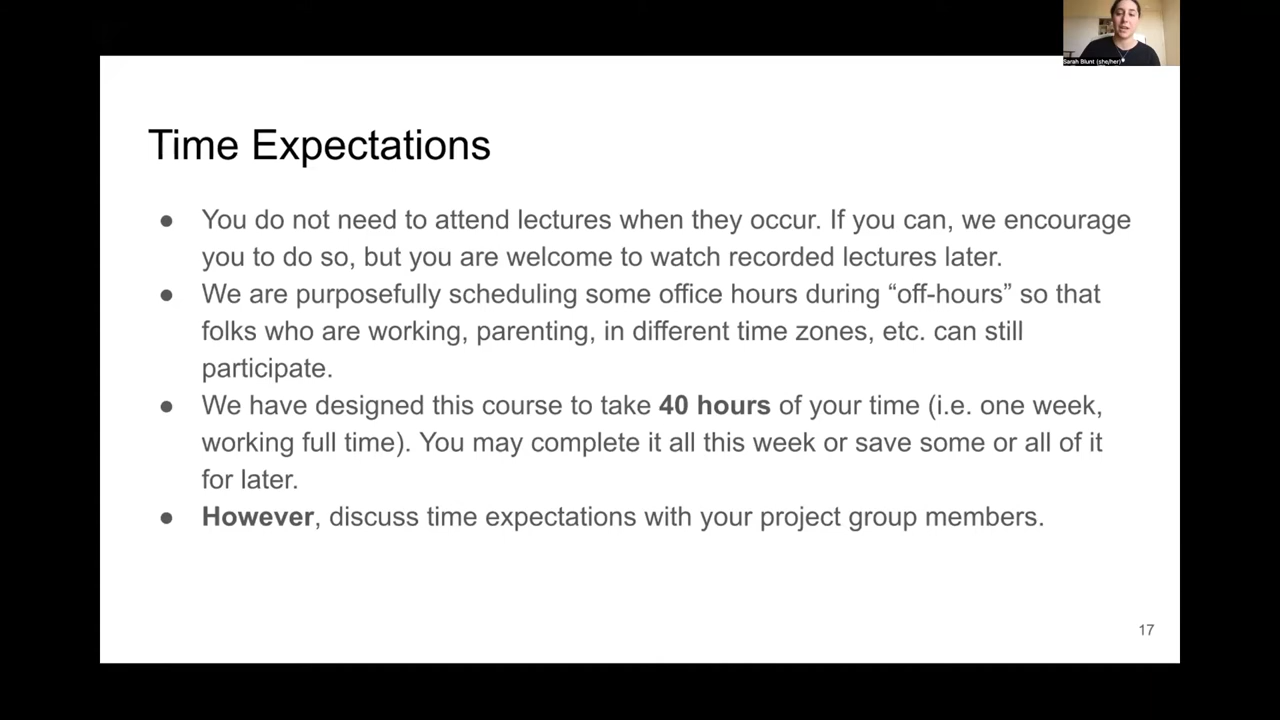 Sarah Blunt (she/her)
Time Expectations
● You do not need to attend lectures when they occur. If you can, we encourage
you to do so, but you are welcome to watch recorded lectures later.
● We are purposefully scheduling some office hours during “off-hours” so that
folks who are working, parenting, in different time zones, etc. can still
participate.
● We have designed this course to take 40 hours of your time (i.e. one week,
working full time). You may complete it all this week or save some or all of it
for later.
● However, discuss time expectations with your project group members.
17